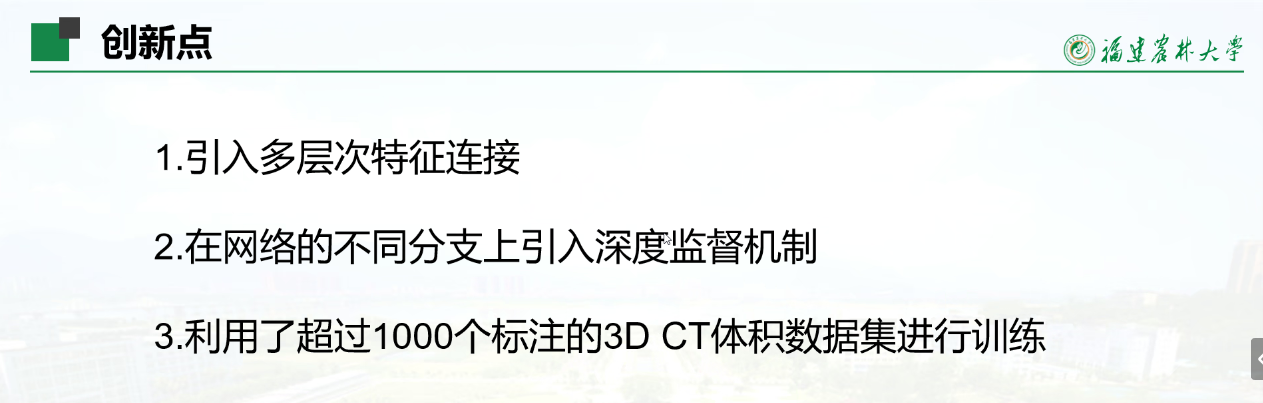 创新点
福建农林大学
1.引入多层次特征连接
2.在网络的不同分支上引入深度监督机制
3.利用了超过1000个标注的3D CT体积数据集进行训练